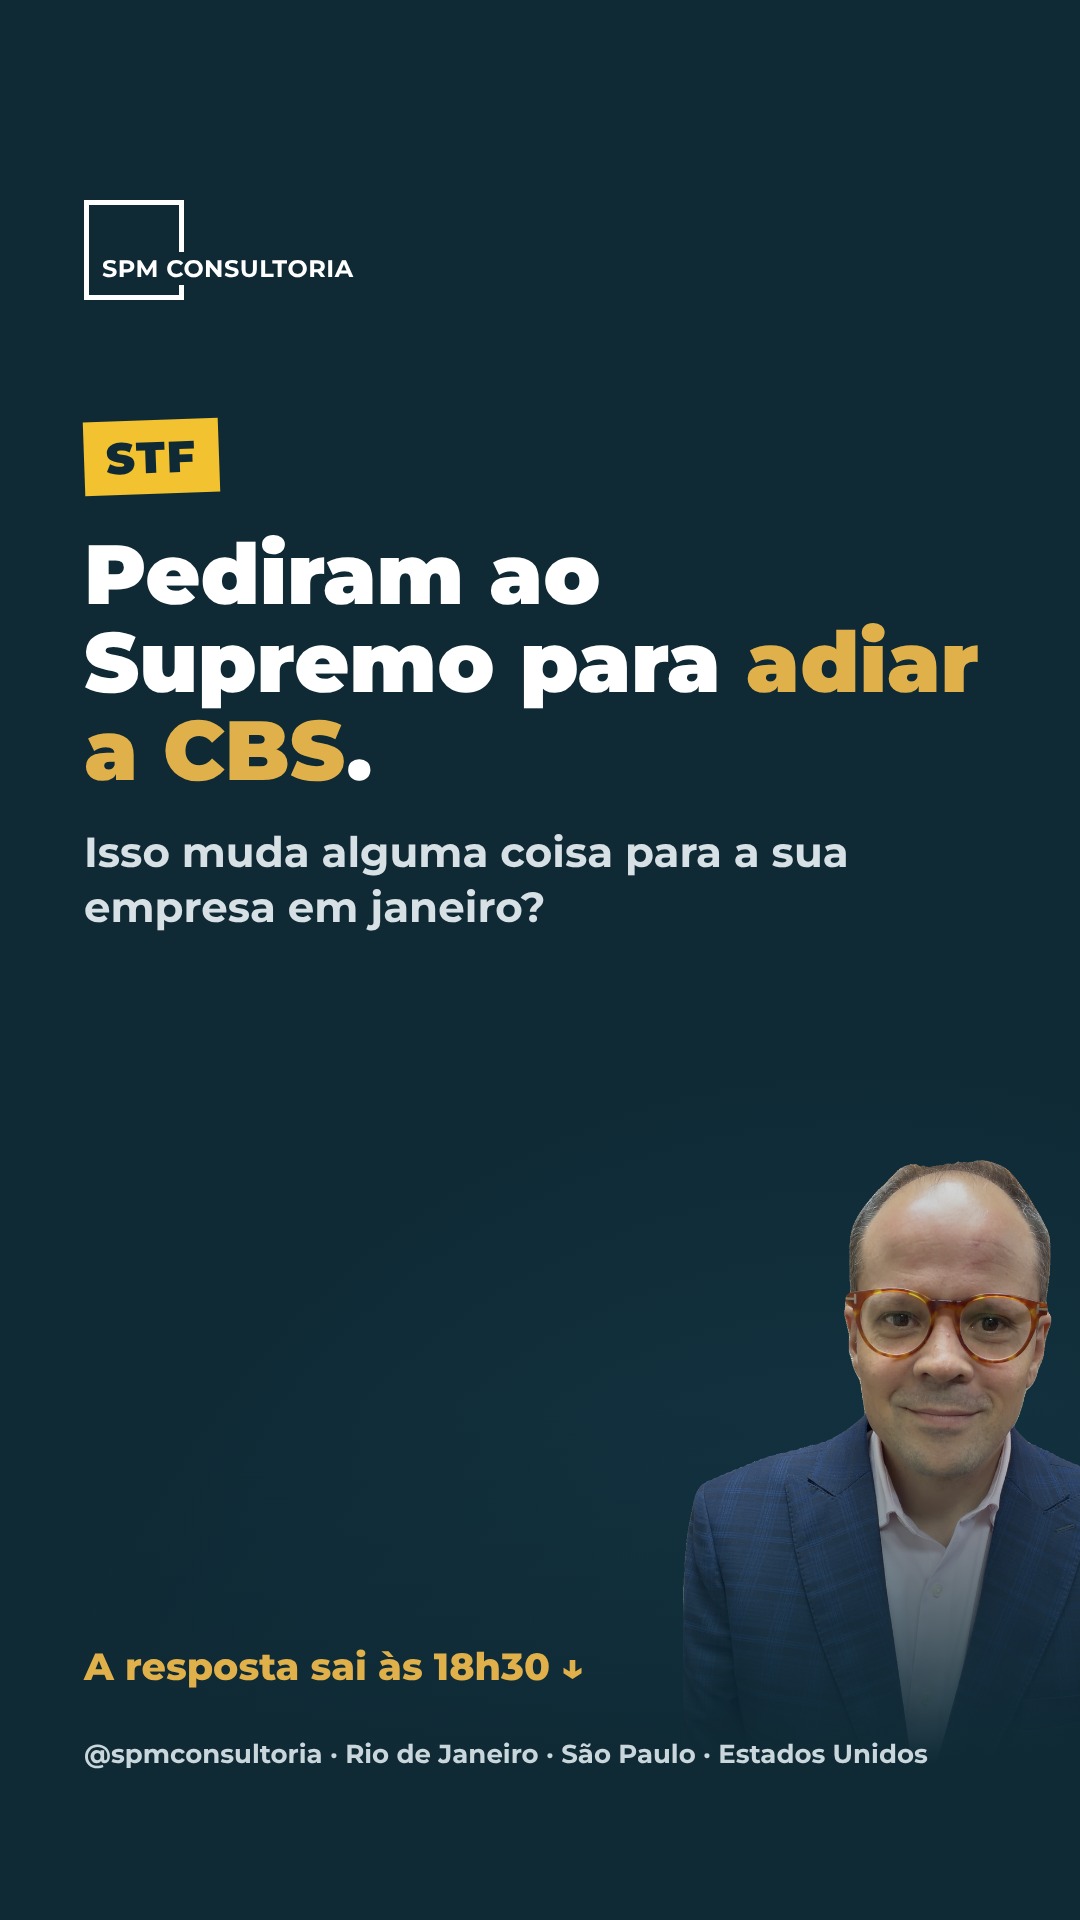 SPM CONSULTORIA
STF
Pediram ao
Supremo para adiar
a CBS.
Isso muda alguma coisa para a sua
empresa em janeiro?
A resposta sai às 18h30 ↓
@spmconsultoria · Rio de Janeiro · São Paulo · Estados Unidos